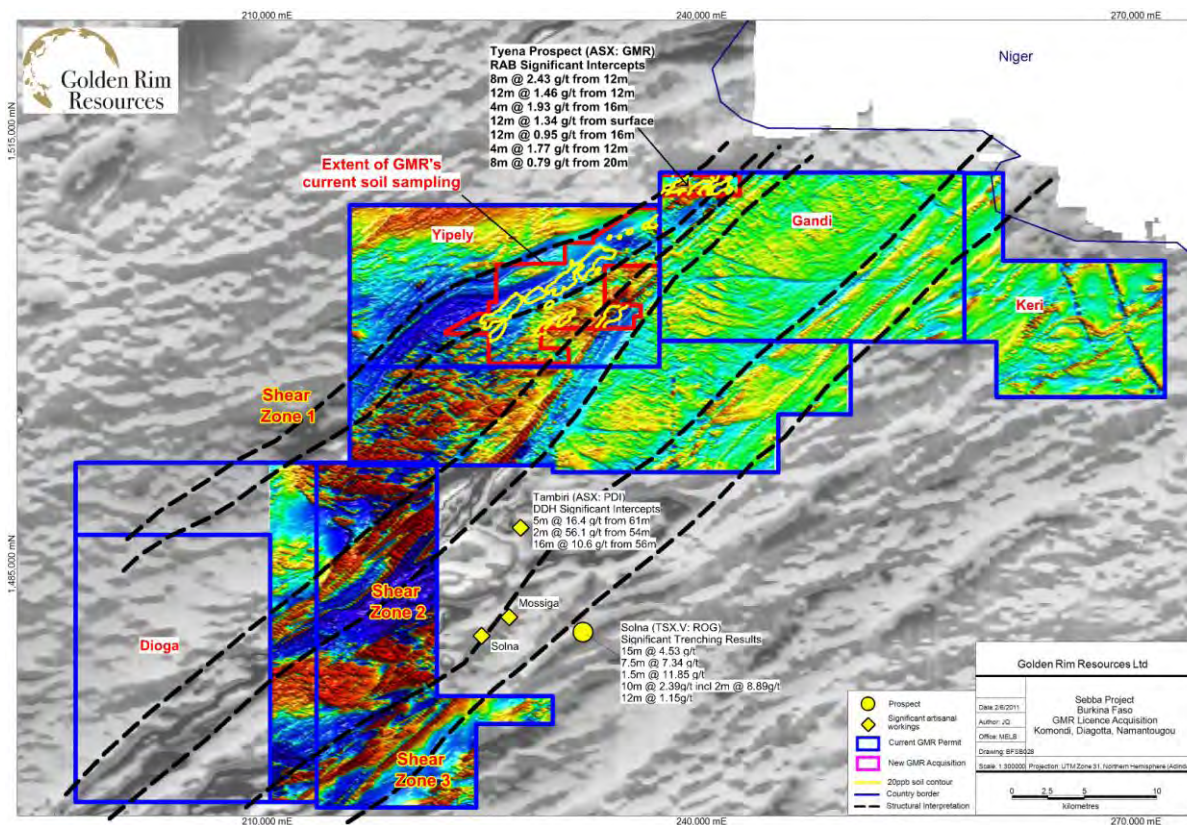 210,000 mE
240,000 mE
270,000 mE
Golden Rim
Resources
Tyena Prospect (ASX: GMR)
RAB Significant Intercepts
8m @ 2.43 g/t from 12m
12m @ 1.46 g/t from 12m
4m @ 1.93 g/t from 16m
12m @ 1.34 g/t from surface
12m @ 0.95 g/t from 16m
4m @ 1.77 g/t from 12m
8m @ 0.79 g/t from 20m
Niger
1,515,000 mN
Extent of GMR's
current soil sampling
Yipely
Gandi
Keri
Shear
Zone 1
Tambiri (ASX: PDI)
DDH Significant Intercepts
5m @ 16.4 g/t from 61m
2m @ 56.1 g/t from 54m
16m @ 10.6 g/t from 56m
1,485,000 mN
Shear
Zone 2
Mossiga
Solna
Dioga
Solna (TSX.V: ROG)
Significant Trenching Results
15m @ 4.53 g/t
7.5m @ 7.34 g/t
1.5m @ 11.85 g/t
10m @ 2.39g/t incl 2m @ 8.89g/t
12m @ 1.15g/t
Shear
Zone 3
Prospect
Significant artisanal
workings
Current GMR Permit
New GMR Acquisition
20ppb soil contour
Country border
Structural Interpretation
Golden Rim Resources Ltd
Date 2/6/2011
Author: JQ
Office: MELB
Drawing: BFSB026
Scale: 1:300000
Sebba Project
Burkina Faso
GMR Licence Acquisition
Komondi, Diagotta, Namantougou
Projection: UTM Zone 31, Northern Hemisphere (Adinda
0 2.5 5 10
kilometres
210,000 mE
240,000 mE
270,000 mE